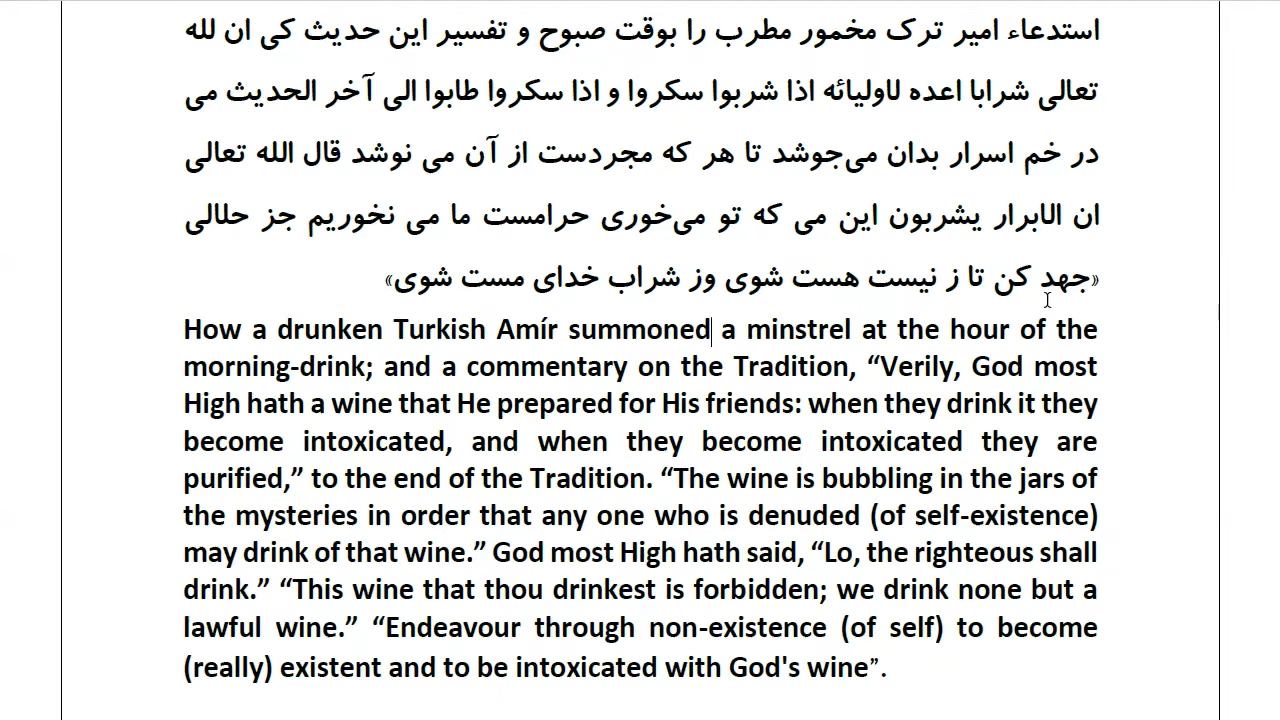 استدعاء امیر ترک مخمور مطرب را بوقت صبوح و تفسیر این حدیث کی ان لله
تعالی شرابا اعده لاولیائه اذا شربوا سکروا و اذا سکروا طابوا الی آخر الحدیث می
در خم اسرار بدان می‌جوشد تا هر که مجردست از آن می نوشد قال الله تعالی
ان الابرار یشربون این می که تو می‌خوری حرامست ما می نخوریم جز حلالی
«جهد کن تا ز نیست هست شوی وز شراب خدای مست شوی»
How a drunken Turkish Amír summoned a minstrel at the hour of the
morning-drink; and a commentary on the Tradition, “Verily, God most
High hath a wine that He prepared for His friends: when they drink it they
become intoxicated, and when they become intoxicated they are
purified,” to the end of the Tradition. “The wine is bubbling in the jars of
the mysteries in order that any one who is denuded (of self-existence)
may drink of that wine.” God most High hath said, “Lo, the righteous shall
drink.” “This wine that thou drinkest is forbidden; we drink none but a
lawful wine.” “Endeavour through non-existence (of self) to become
(really) existent and to be intoxicated with God's wine”.